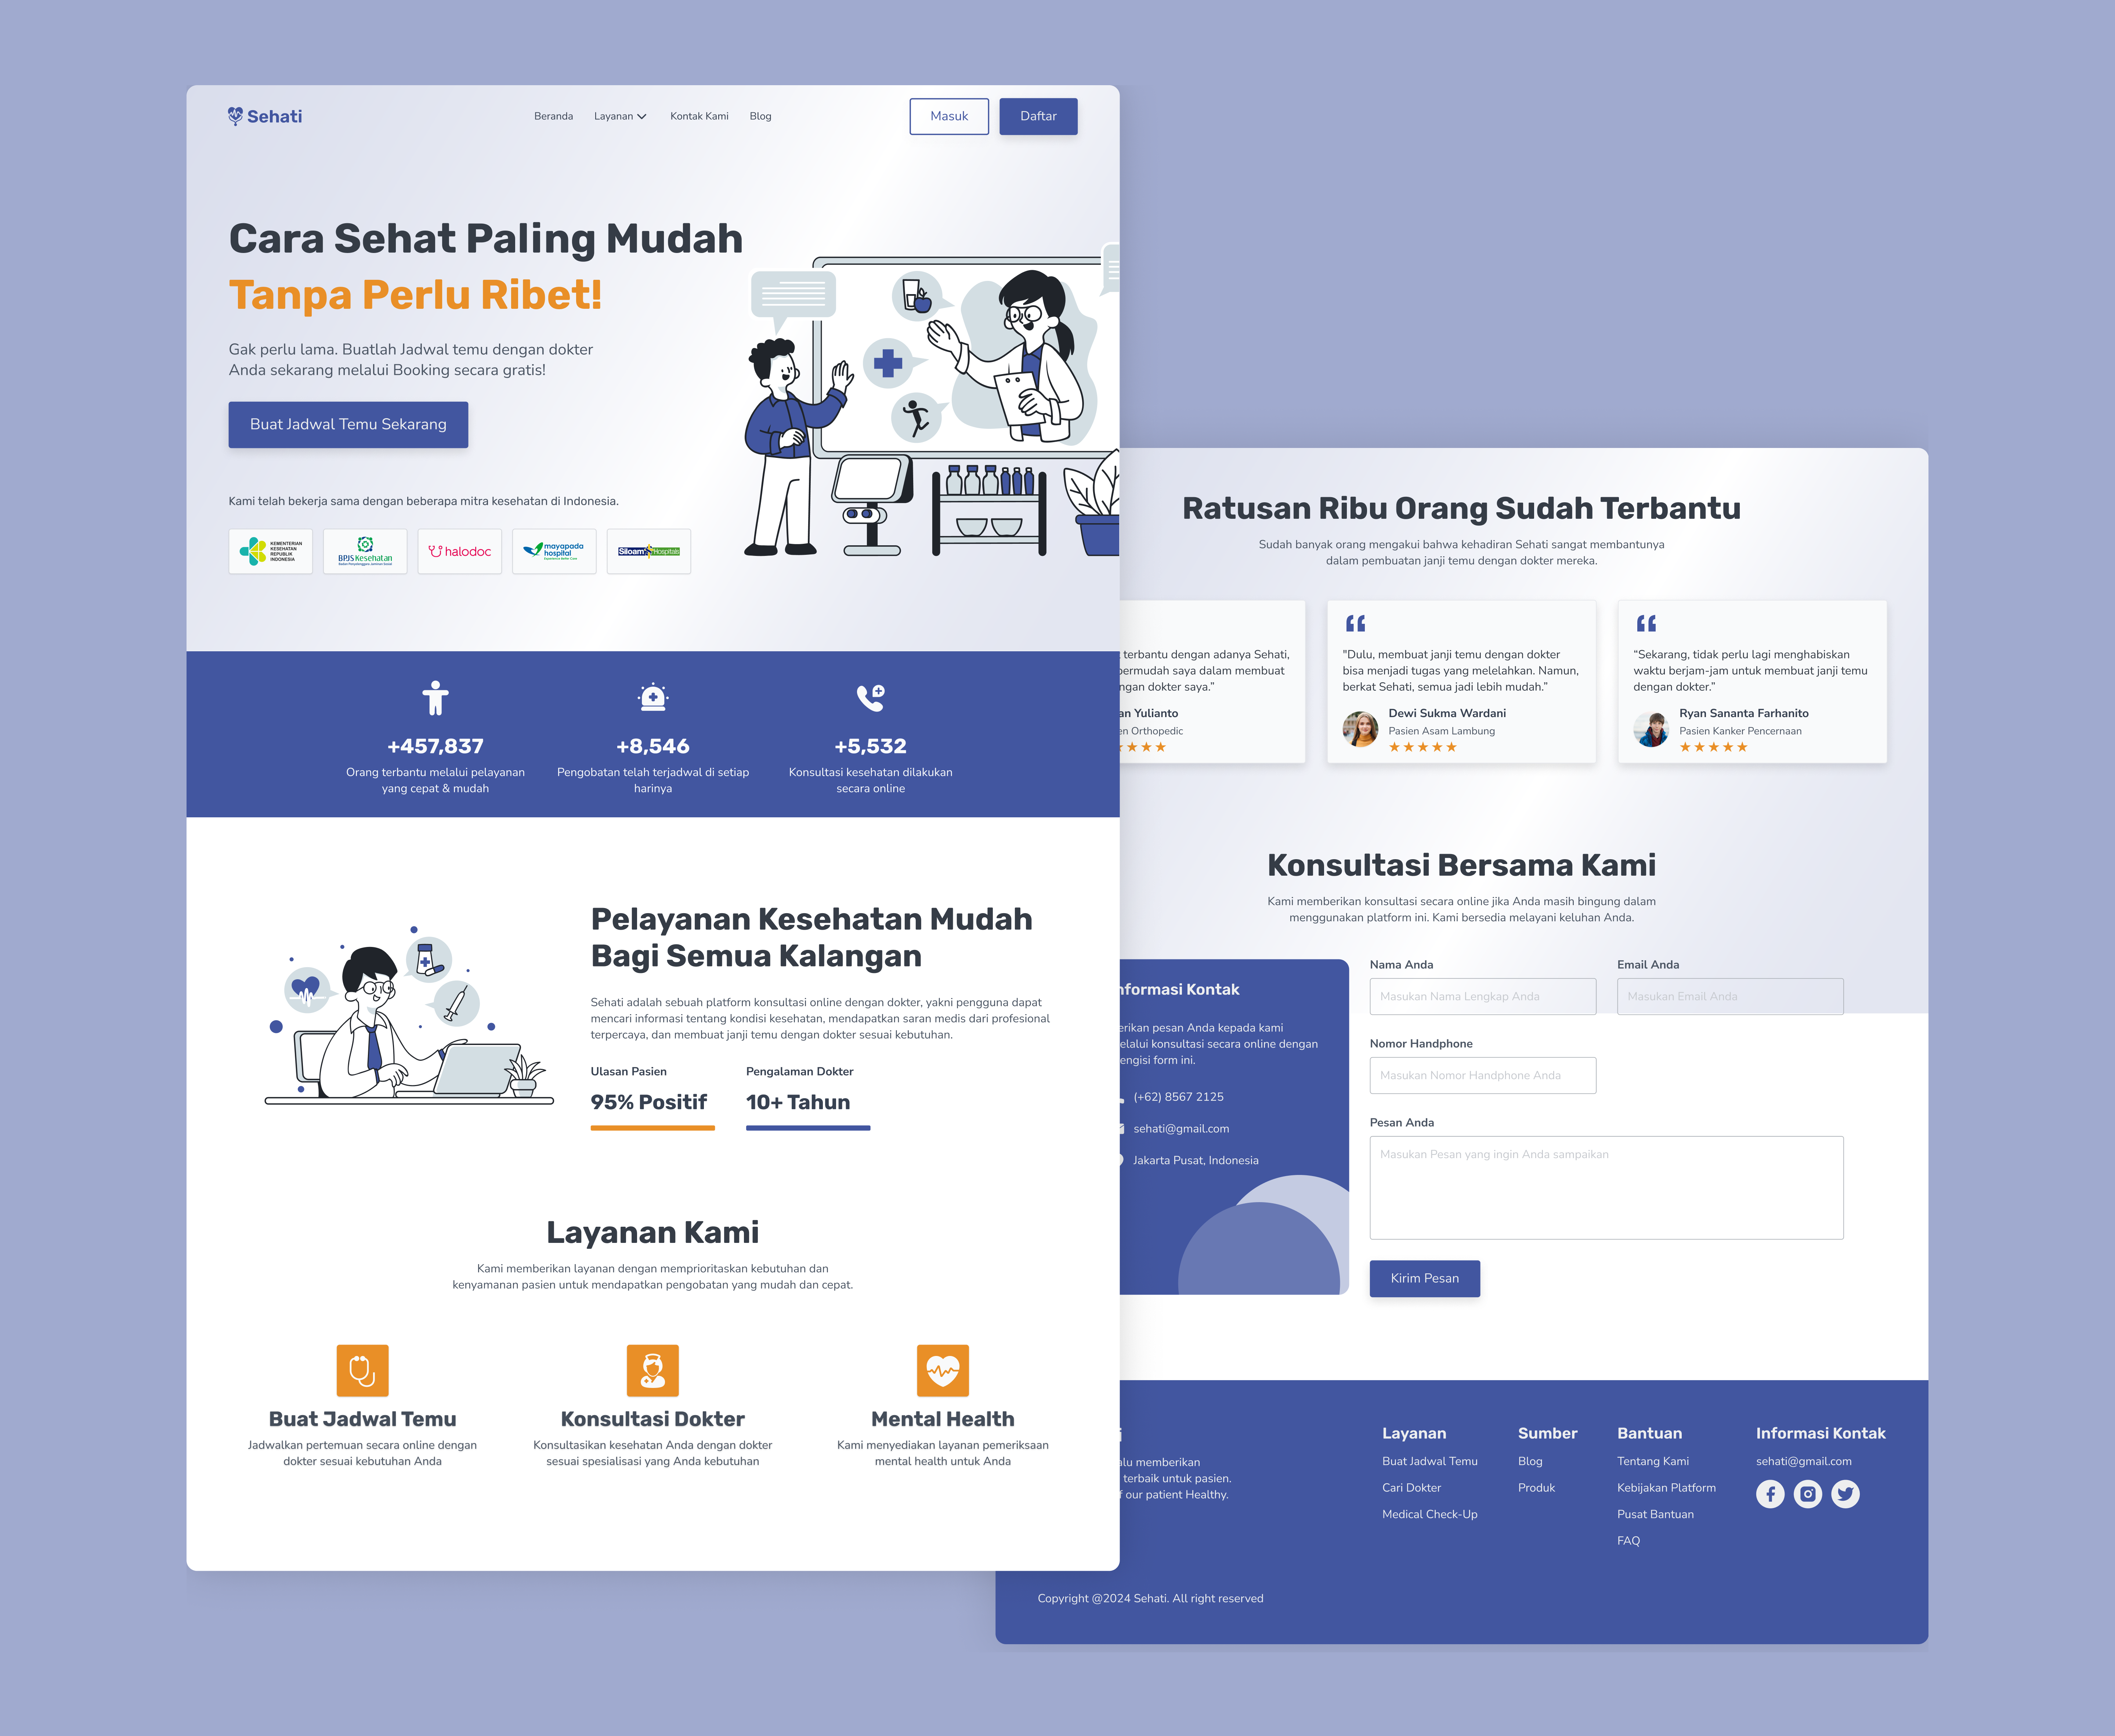 Sehati
Beranda
Layanan
Kontak Kami
Blog
Masuk
Daftar
Cara Sehat Paling Mudah
Tanpa Perlu Ribet!
Gak perlu lama. Buatlah Jadwal temu dengan dokter
Anda sekarang melalui Booking secara gratis!
Buat Jadwal Temu Sekarang
Kami telah bekerja sama dengan beberapa mitra kesehatan di Indonesia.
KEMENTERIAN
KESEHATAN
REPUBLIK
INDONESIA
BPJS Kesehatan
halodoc
mayapada
hospital
Siloam Hospitals
+457,837
Orang terbantu melalui pelayanan
yang cepat & mudah
+8,546
Pengobatan telah terjadwal di setiap
harinya
+5,532
Konsultasi kesehatan dilakukan
secara online
Pelayanan Kesehatan Mudah
Bagi Semua Kalangan
Sehati adalah sebuah platform konsultasi online dengan dokter, yakni pengguna dapat
mencari informasi tentang kondisi kesehatan, mendapatkan saran medis dari profesional
terpercaya, dan membuat janji temu dengan dokter sesuai kebutuhan.
Ulasan Pasien
95% Positif
Pengalaman Dokter
10+ Tahun
Layanan Kami
Kami memberikan layanan dengan memprioritaskan kebutuhan dan
kenyamanan pasien untuk mendapatkan pengobatan yang mudah dan cepat.
Buat Jadwal Temu
Jadwalkan pertemuan secara online dengan
dokter sesuai kebutuhan Anda
Konsultasi Dokter
Konsultasikan kesehatan Anda dengan dokter
sesuai spesialisasi yang Anda kebutuhan
Mental Health
Kami menyediakan layanan pemeriksaan
mental health untuk Anda
Ratusan Ribu Orang Sudah Terbantu
Sudah banyak orang mengakui bahwa kehadiran Sehati sangat membantunya
dalam pembuatan janji temu dengan dokter mereka.
terbantu dengan adanya Sehati,
permudah saya dalam membuat
ngan dokter saya.”
an Yulianto
en Orthopedic
"Dulu, membuat janji temu dengan dokter
bisa menjadi tugas yang melelahkan. Namun,
berkat Sehati, semua jadi lebih mudah."
Dewi Sukma Wardani
Pasien Asam Lambung
“Sekarang, tidak perlu lagi menghabiskan
waktu berjam-jam untuk membuat janji temu
dengan dokter.”
Ryan Sananta Farhanito
Pasien Kanker Pencernaan
Konsultasi Bersama Kami
Kami memberikan konsultasi secara online jika Anda masih bingung dalam
menggunakan platform ini. Kami bersedia melayani keluhan Anda.
nformasi Kontak
erikan pesan Anda kepada kami
elalui konsultasi secara online dengan
engisi form ini.
(+62) 8567 2125
sehati@gmail.com
Jakarta Pusat, Indonesia
Nama Anda
Masukan Nama Lengkap Anda
Email Anda
Masukan Email Anda
Nomor Handphone
Masukan Nomor Handphone Anda
Pesan Anda
Masukan Pesan yang ingin Anda sampaikan
Kirim Pesan
i
alu memberikan
terbaik untuk pasien.
f our patient Healthy.
Layanan
Buat Jadwal Temu
Cari Dokter
Medical Check-Up
Sumber
Blog
Produk
Bantuan
Tentang Kami
Kebijakan Platform
Pusat Bantuan
FAQ
Informasi Kontak
sehati@gmail.com
Copyright @2024 Sehati. All right reserved